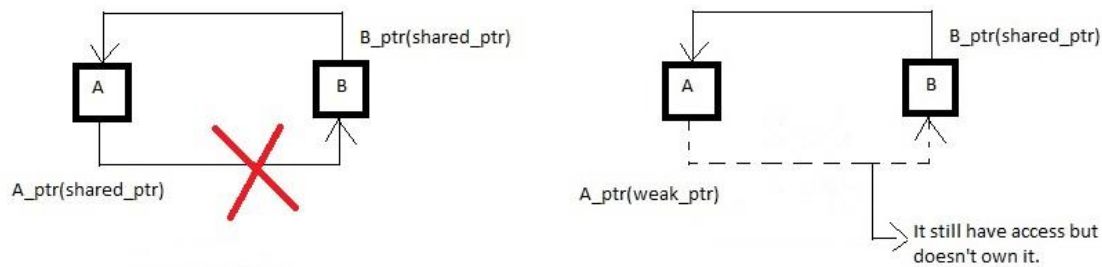 B_ptr(shared_ptr)
A
B
A_ptr(shared_ptr)
B_ptr(shared_ptr)
A
B
A_ptr(weak_ptr)
It still have access but
doesn't own it.